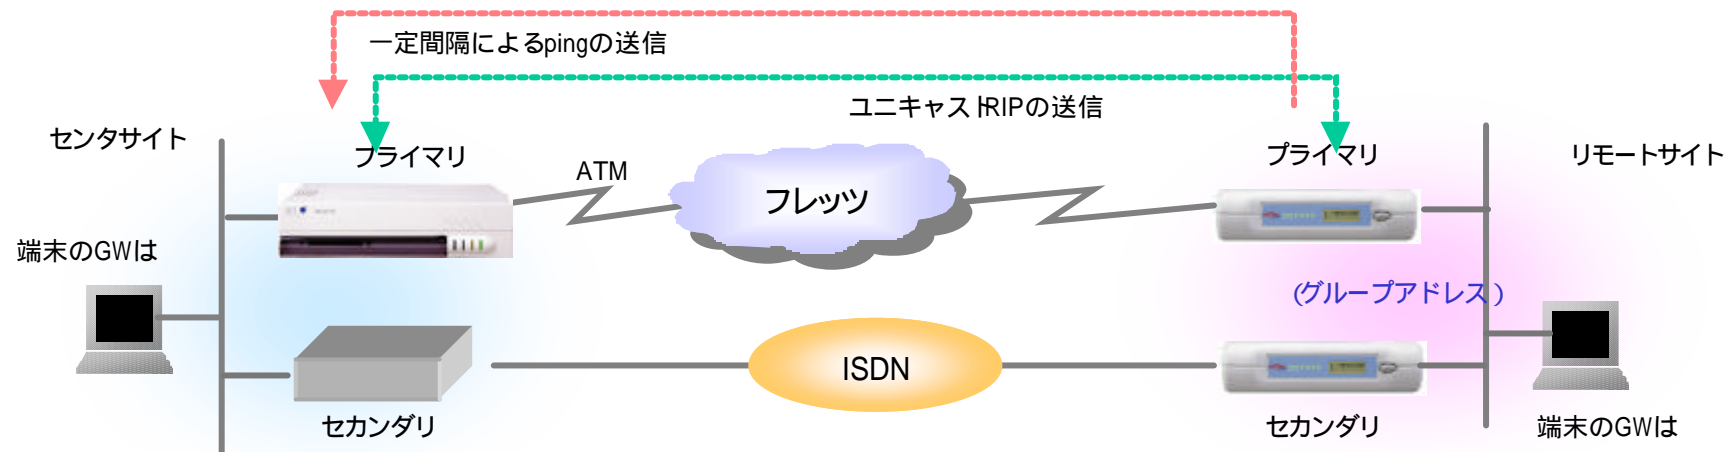 一定間隔によるpingの送信
ユニキャストRIPの送信
センタサイト
プライマリ
プライマリ
リモートサイト
ATM
フレッツ
端末のGWは
(グループアドレス)
ISDN
セカンダリ
セカンダリ
端末のGWは